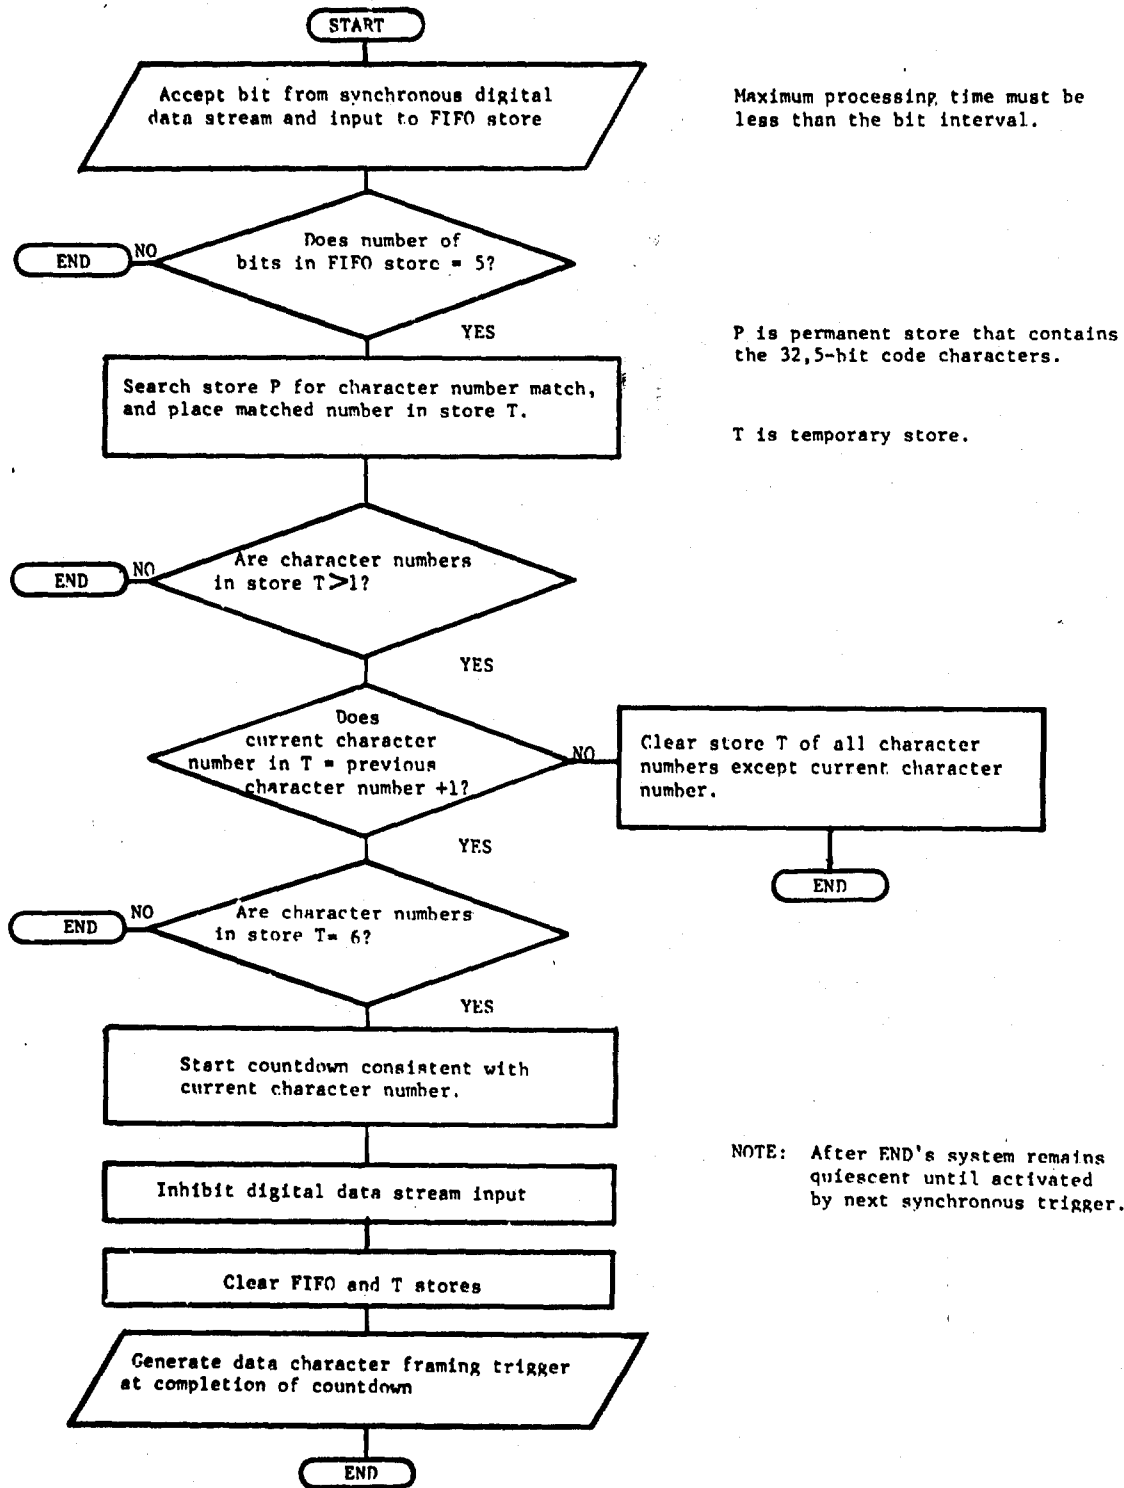 START
Accept bit from synchronous digital
data stream and input to FIFO store
Maximum processing time must be
less than the bit interval.
Does number of
bits in FIFO store = 5?
NO
END
YES
P is permanent store that contains
the 32,5-bit code characters.
Search store P for character number match,
and place matched number in store T.
T is temporary store.
Are character numbers
in store T>1?
NO
END
YES
Does
current character
number in T = previous
character number +1?
NO
Clear store T of all character
numbers except current character
number.
END
YES
Are character numbers
in store T= 6?
NO
END
YES
Start countdown consistent with
current character number.
Inhibit digital data stream input
NOTE: After END's system remains
quiescent until activated
by next synchronous trigger.
Clear FIFO and T stores
Generate data character framing trigger
at completion of countdown
END